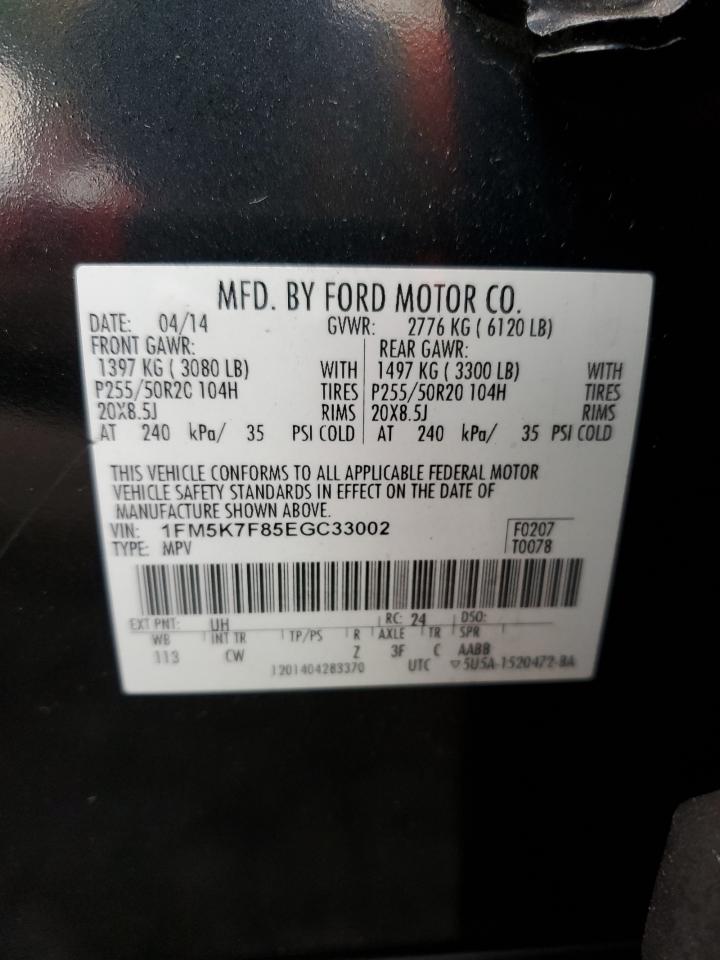 MFD. BY FORD MOTOR CO.
DATE: 04/14 GVWR: 2776 KG ( 6120 LB)
FRONT GAWR: REAR GAWR:
1397 KG ( 3080 LB) WITH 1497 KG ( 3300 LB) WITH
P255/50R20 104H TIRES P255/50R20 104H TIRES
20X8.5J RIMS 20X8.5J RIMS
AT 240 kPa/ 35 PSI COLD AT 240 kPa/ 35 PSI COLD
THIS VEHICLE CONFORMS TO ALL APPLICABLE FEDERAL MOTOR
VEHICLE SAFETY STANDARDS IN EFFECT ON THE DATE OF
MANUFACTURE SHOWN ABOVE.
VIN: 1FM5K7F85EGC33002 F0207
TYPE: MPV T0078
EXT PNT: UH RC: 24 DSO:
WB INT TR TP/PS R AXLE TR SPR
113 CW Z 3F C AABB
1201404283370 UTC ▽5U5A-1520472-BA